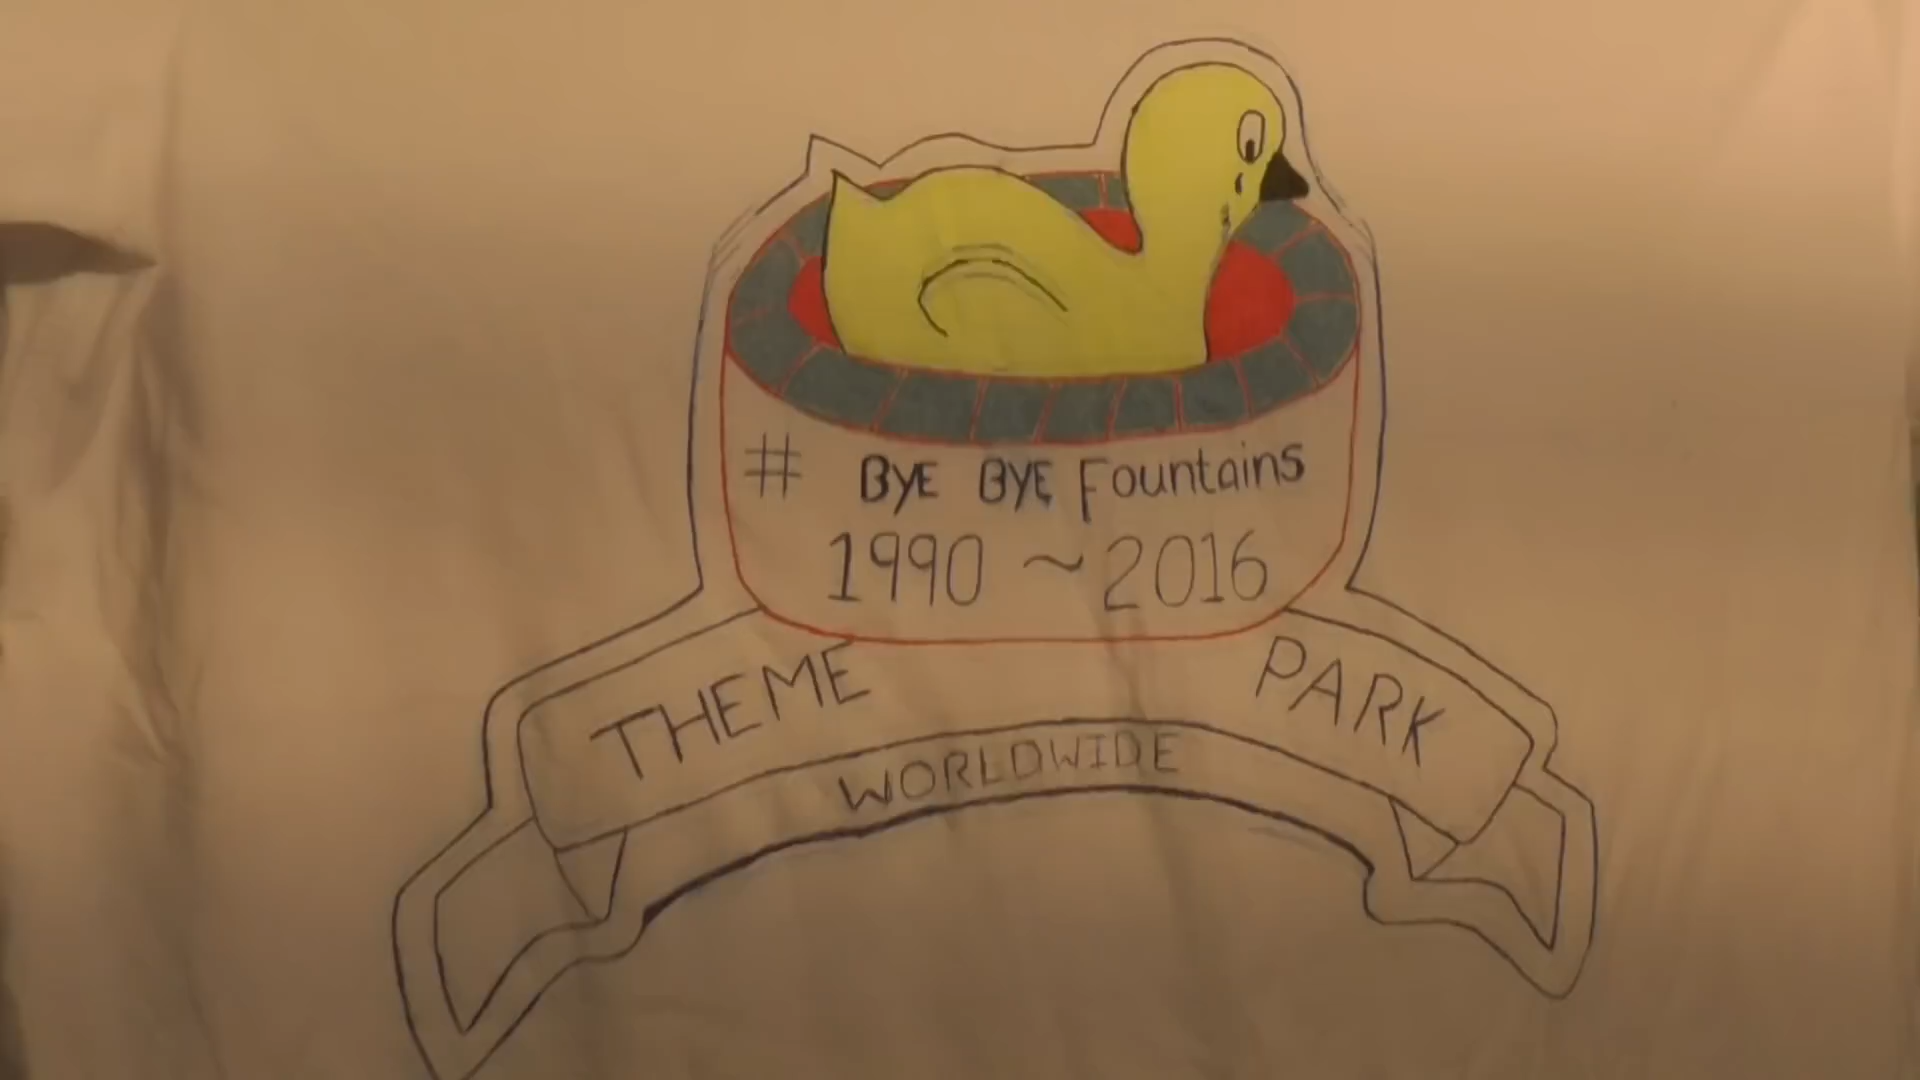 # BYE BYE Fountains
1990 ~ 2016
THEME PARK
WORLDWIDE